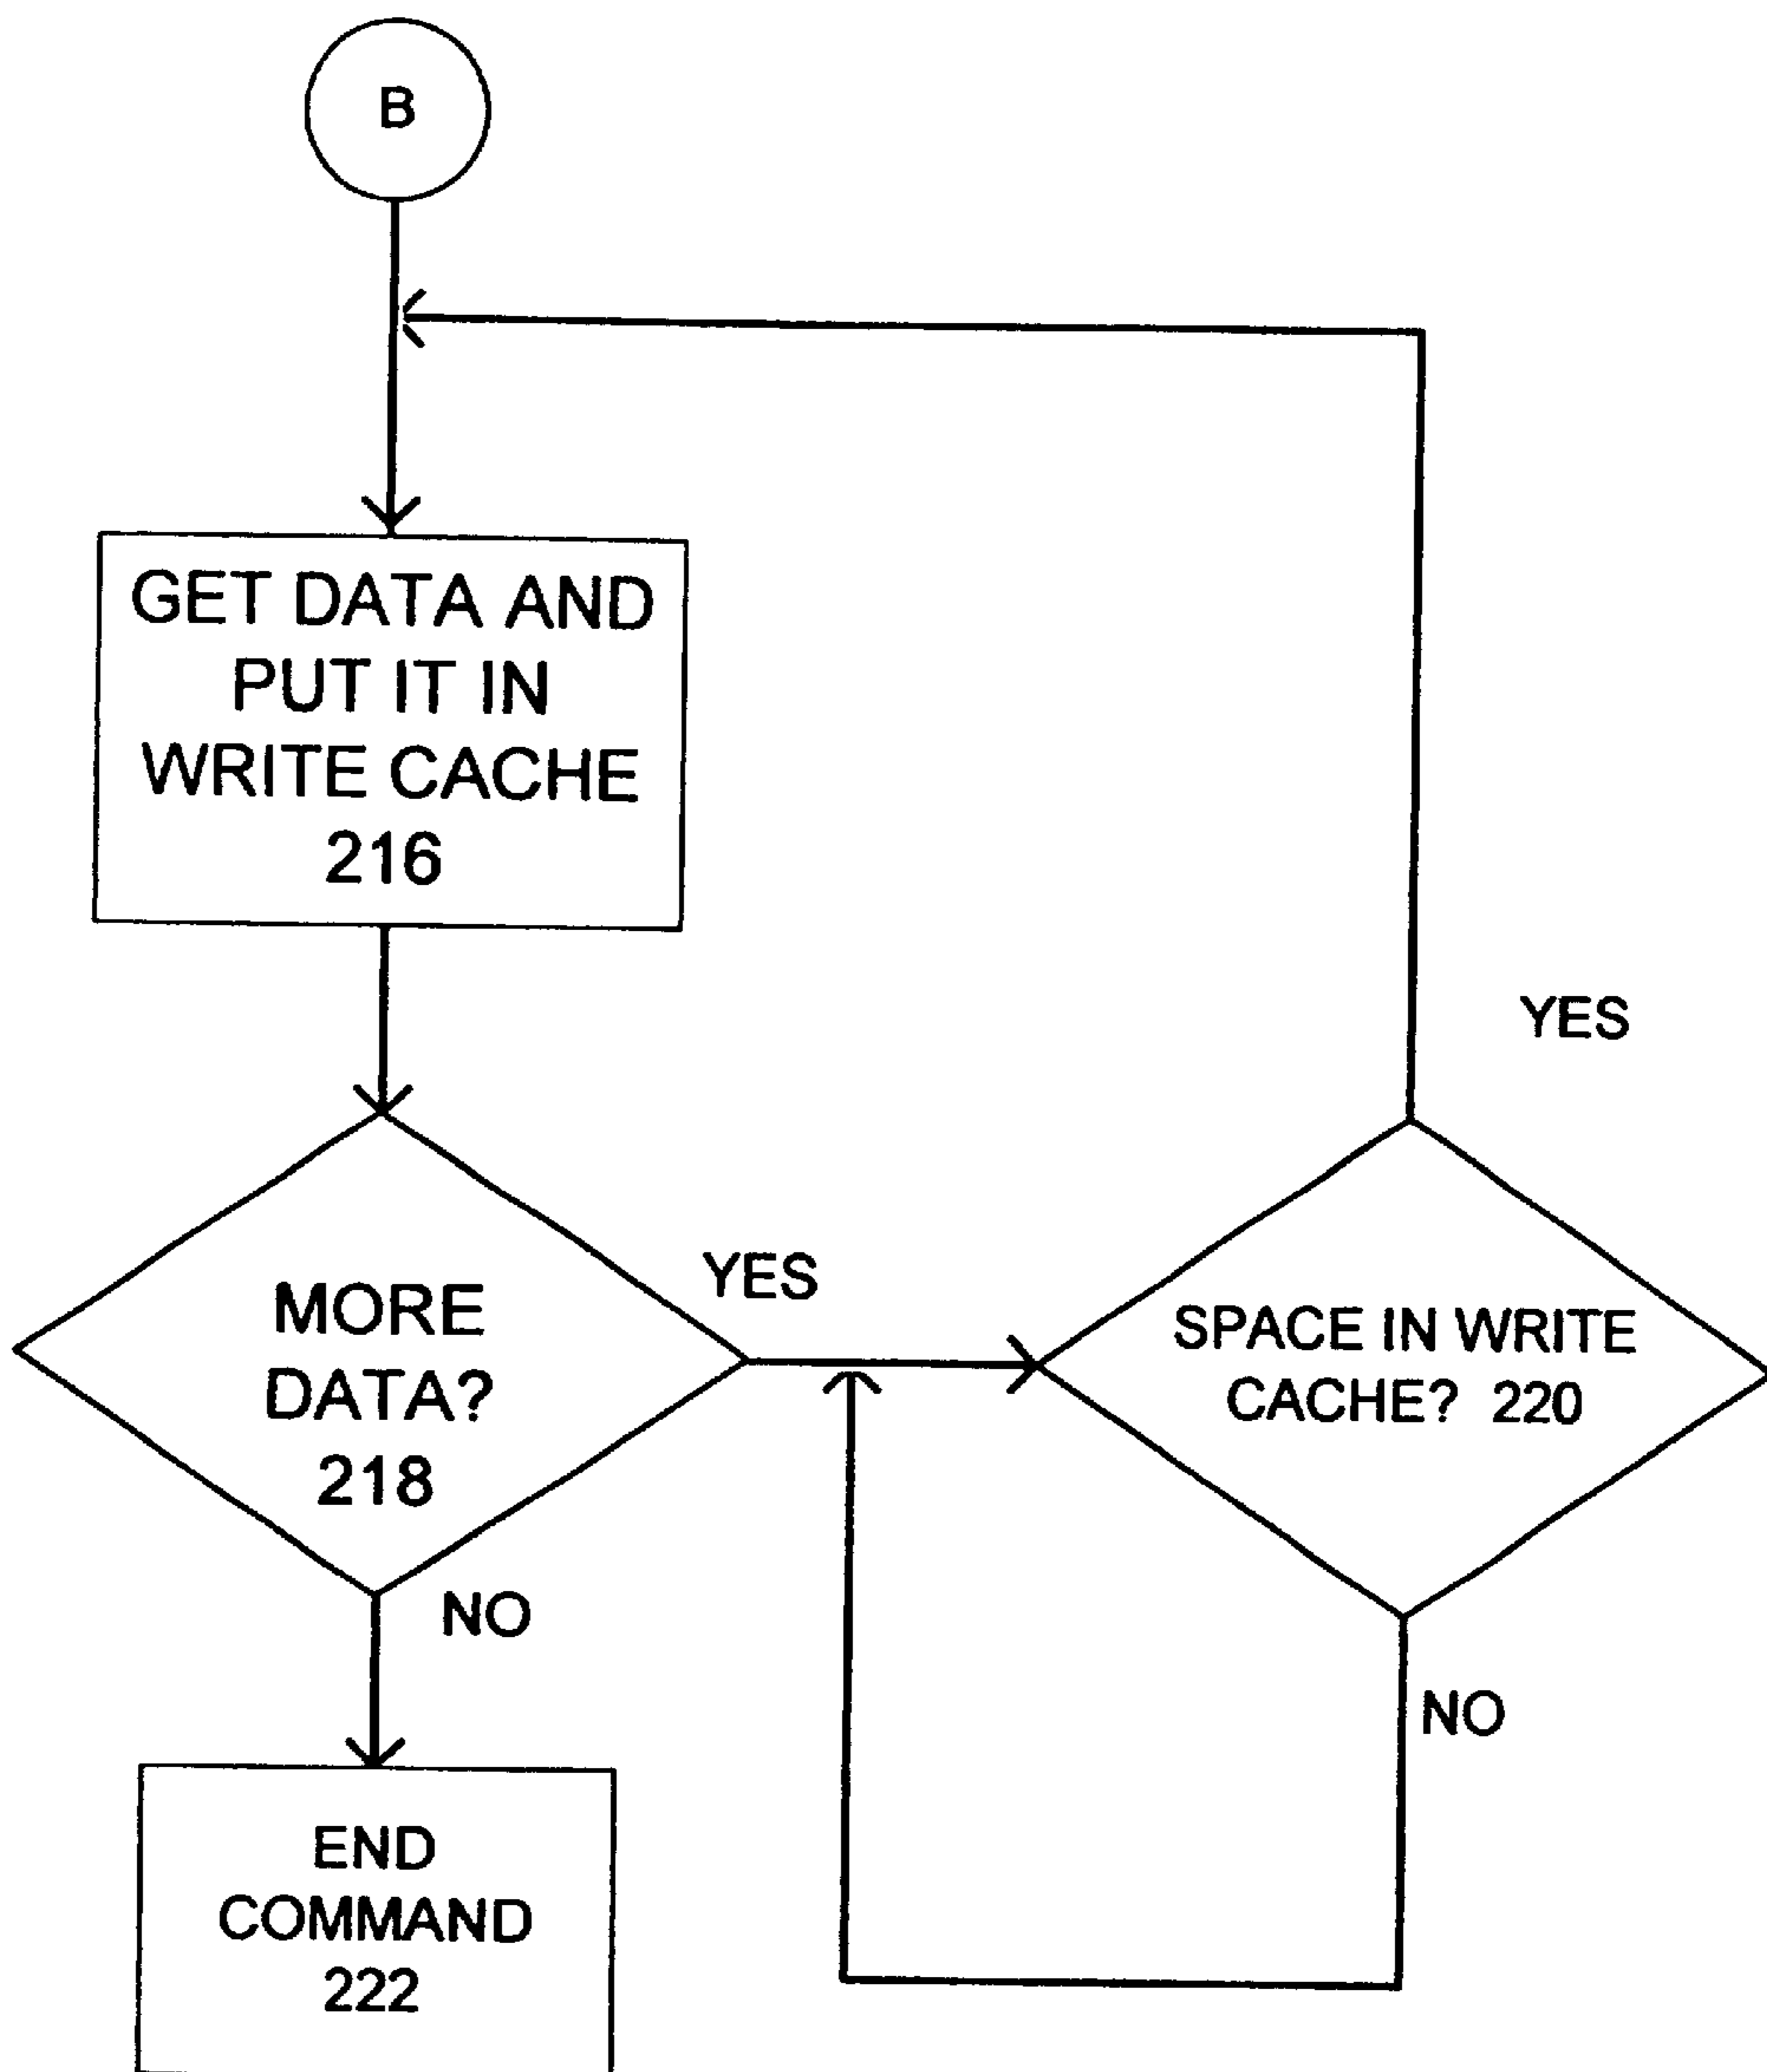 B
GET DATA AND
PUT IT IN
WRITE CACHE
216
YES
MORE
DATA?
218
YES
SPACE IN WRITE
CACHE? 220
NO
NO
END
COMMAND
222